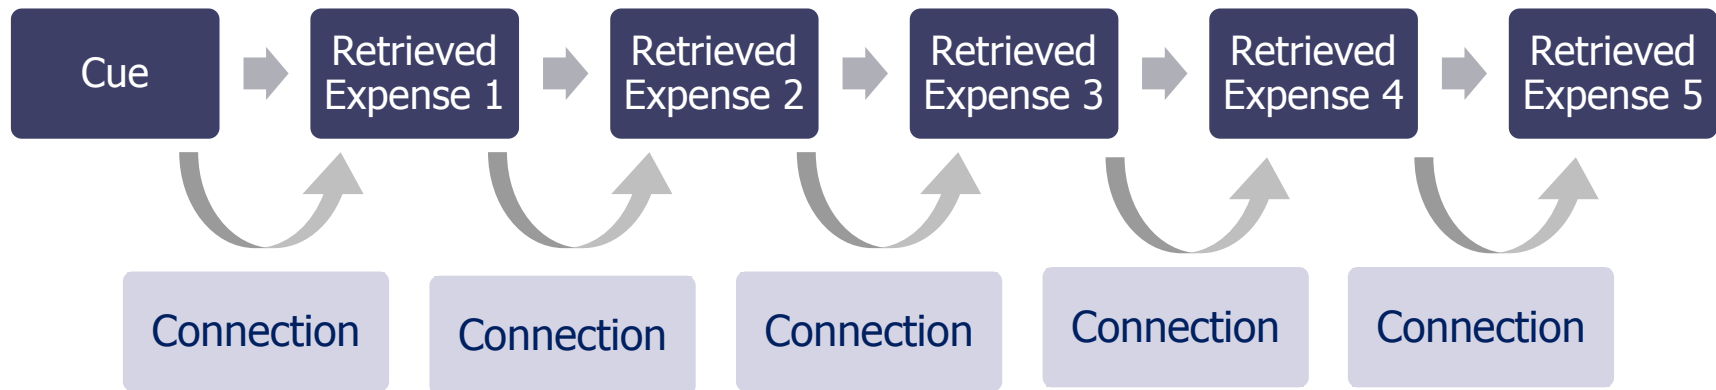 Cue
Retrieved
Expense 1
Retrieved
Expense 2
Retrieved
Expense 3
Retrieved
Expense 4
Retrieved
Expense 5
Connection
Connection
Connection
Connection
Connection